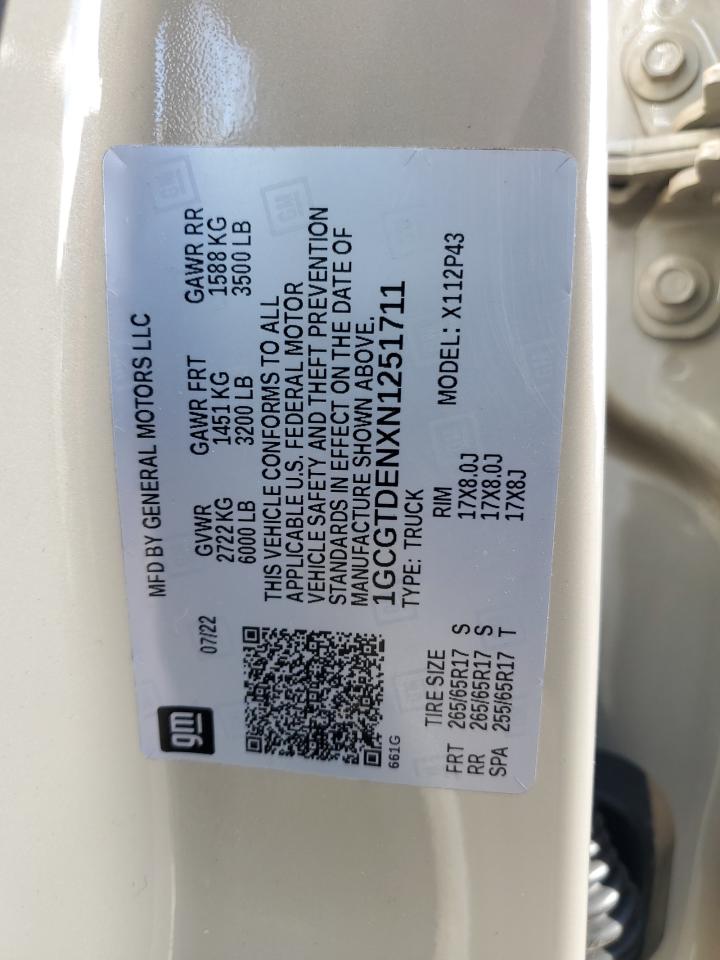 gm
07/22
MFD BY GENERAL MOTORS LLC
GVWR GAWR FRT GAWR RR
2722 KG 1451 KG 1588 KG
6000 LB 3200 LB 3500 LB
THIS VEHICLE CONFORMS TO ALL
APPLICABLE U.S. FEDERAL MOTOR
VEHICLE SAFETY AND THEFT PREVENTION
STANDARDS IN EFFECT ON THE DATE OF
MANUFACTURE SHOWN ABOVE.
1GCGTDENXN1251711
661G
TYPE: TRUCK MODEL: X112P43
TIRE SIZE RIM
FRT 265/65R17 S 17X8.0J
RR 265/65R17 S 17X8.0J
SPA 255/65R17 T 17X8J